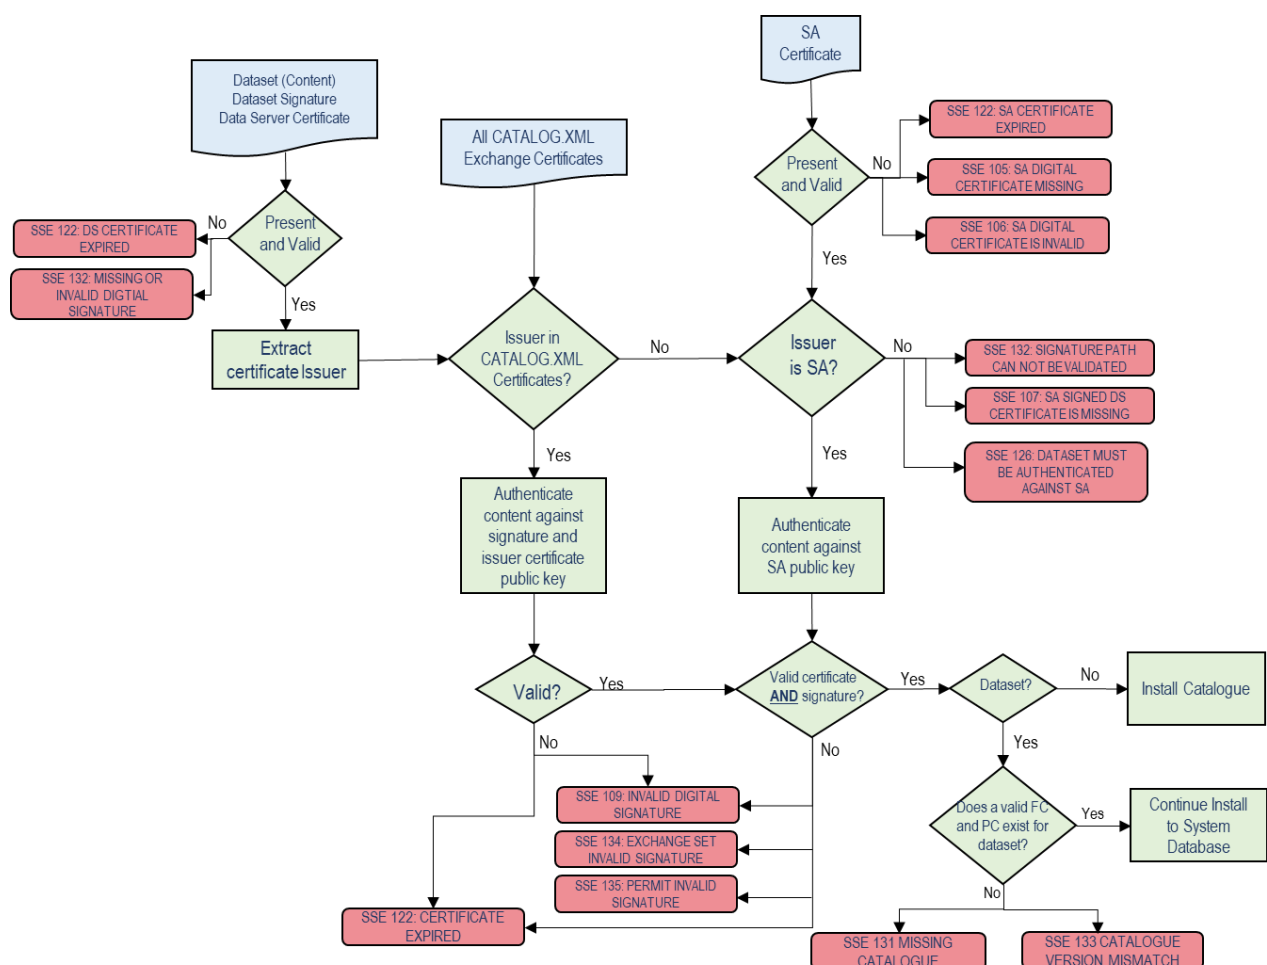 SA
Certificate
Dataset (Content)
Dataset Signature
Data Server Certificate
All CATALOG.XML
Exchange Certificates
SSE 122: SA CERTIFICATE
EXPIRED
Present
and Valid
No
SSE 105: SA DIGITAL
CERTIFICATE MISSING
SSE 106: SA DIGITAL
CERTIFICATE IS INVALID
Yes
No
Present
and Valid
SSE 122: DS CERTIFICATE
EXPIRED
SSE 132: MISSING OR
INVALID DIGTIAL
SIGNATURE
Yes
Extract
certificate Issuer
Issuer in
CATALOG.XML
Certificates?
No
Issuer
is SA?
No
SSE 132: SIGNATURE PATH
CAN NOT BE VALIDATED
SSE 107: SA SIGNED DS
CERTIFICATE IS MISSING
SSE 126: DATASET MUST
BE AUTHENTICATED
AGAINST SA
Yes
Yes
Authenticate
content against
signature and
issuer certificate
public key
Authenticate
content against
SA public key
Valid?
Yes
Valid certificate
AND signature?
Yes
Dataset?
No
Install Catalogue
No
No
Yes
SSE 109: INVALID DIGITAL
SIGNATURE
SSE 134: EXCHANGE SET
INVALID SIGNATURE
SSE 135: PERMIT INVALID
SIGNATURE
SSE 122: CERTIFICATE
EXPIRED
Does a valid FC
and PC exist for
dataset?
Yes
Continue Install
to System
Database
No
SSE 131 MISSING
CATALOGUE
SSE 133 CATALOGUE
VERSION MISMATCH